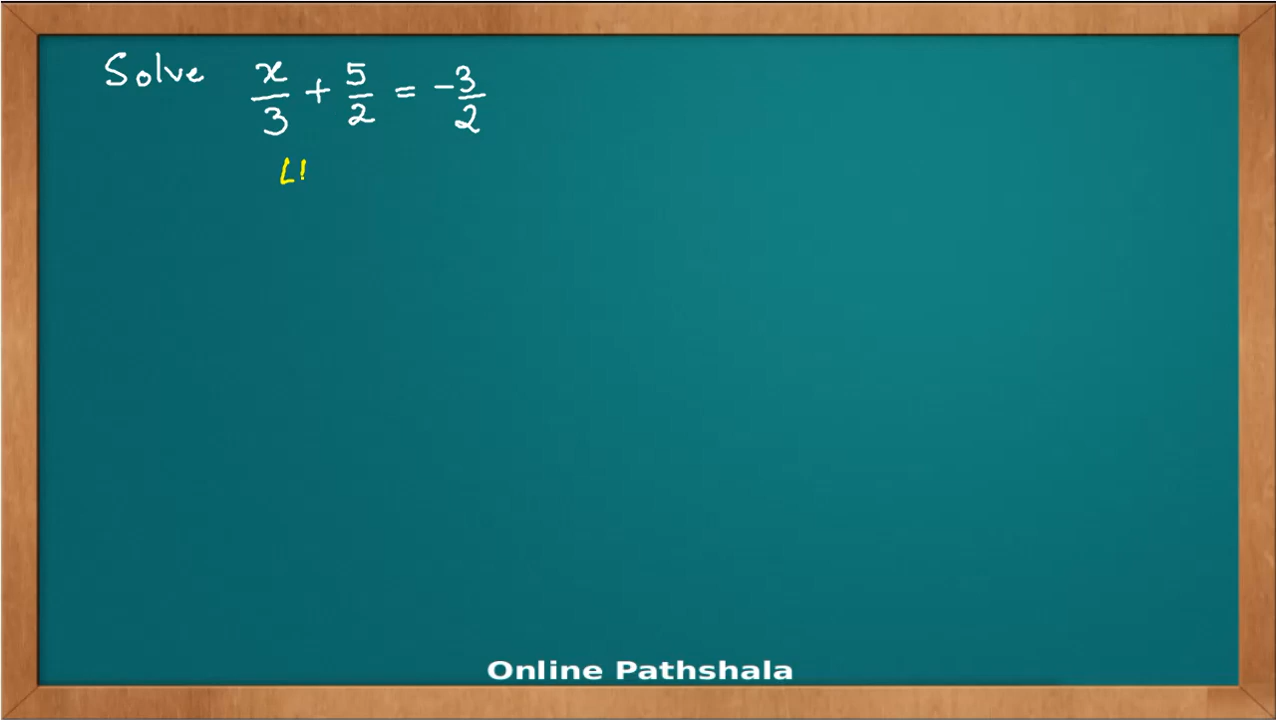 Solve x/3 + 5/2 = -3/2
Online Pathshala